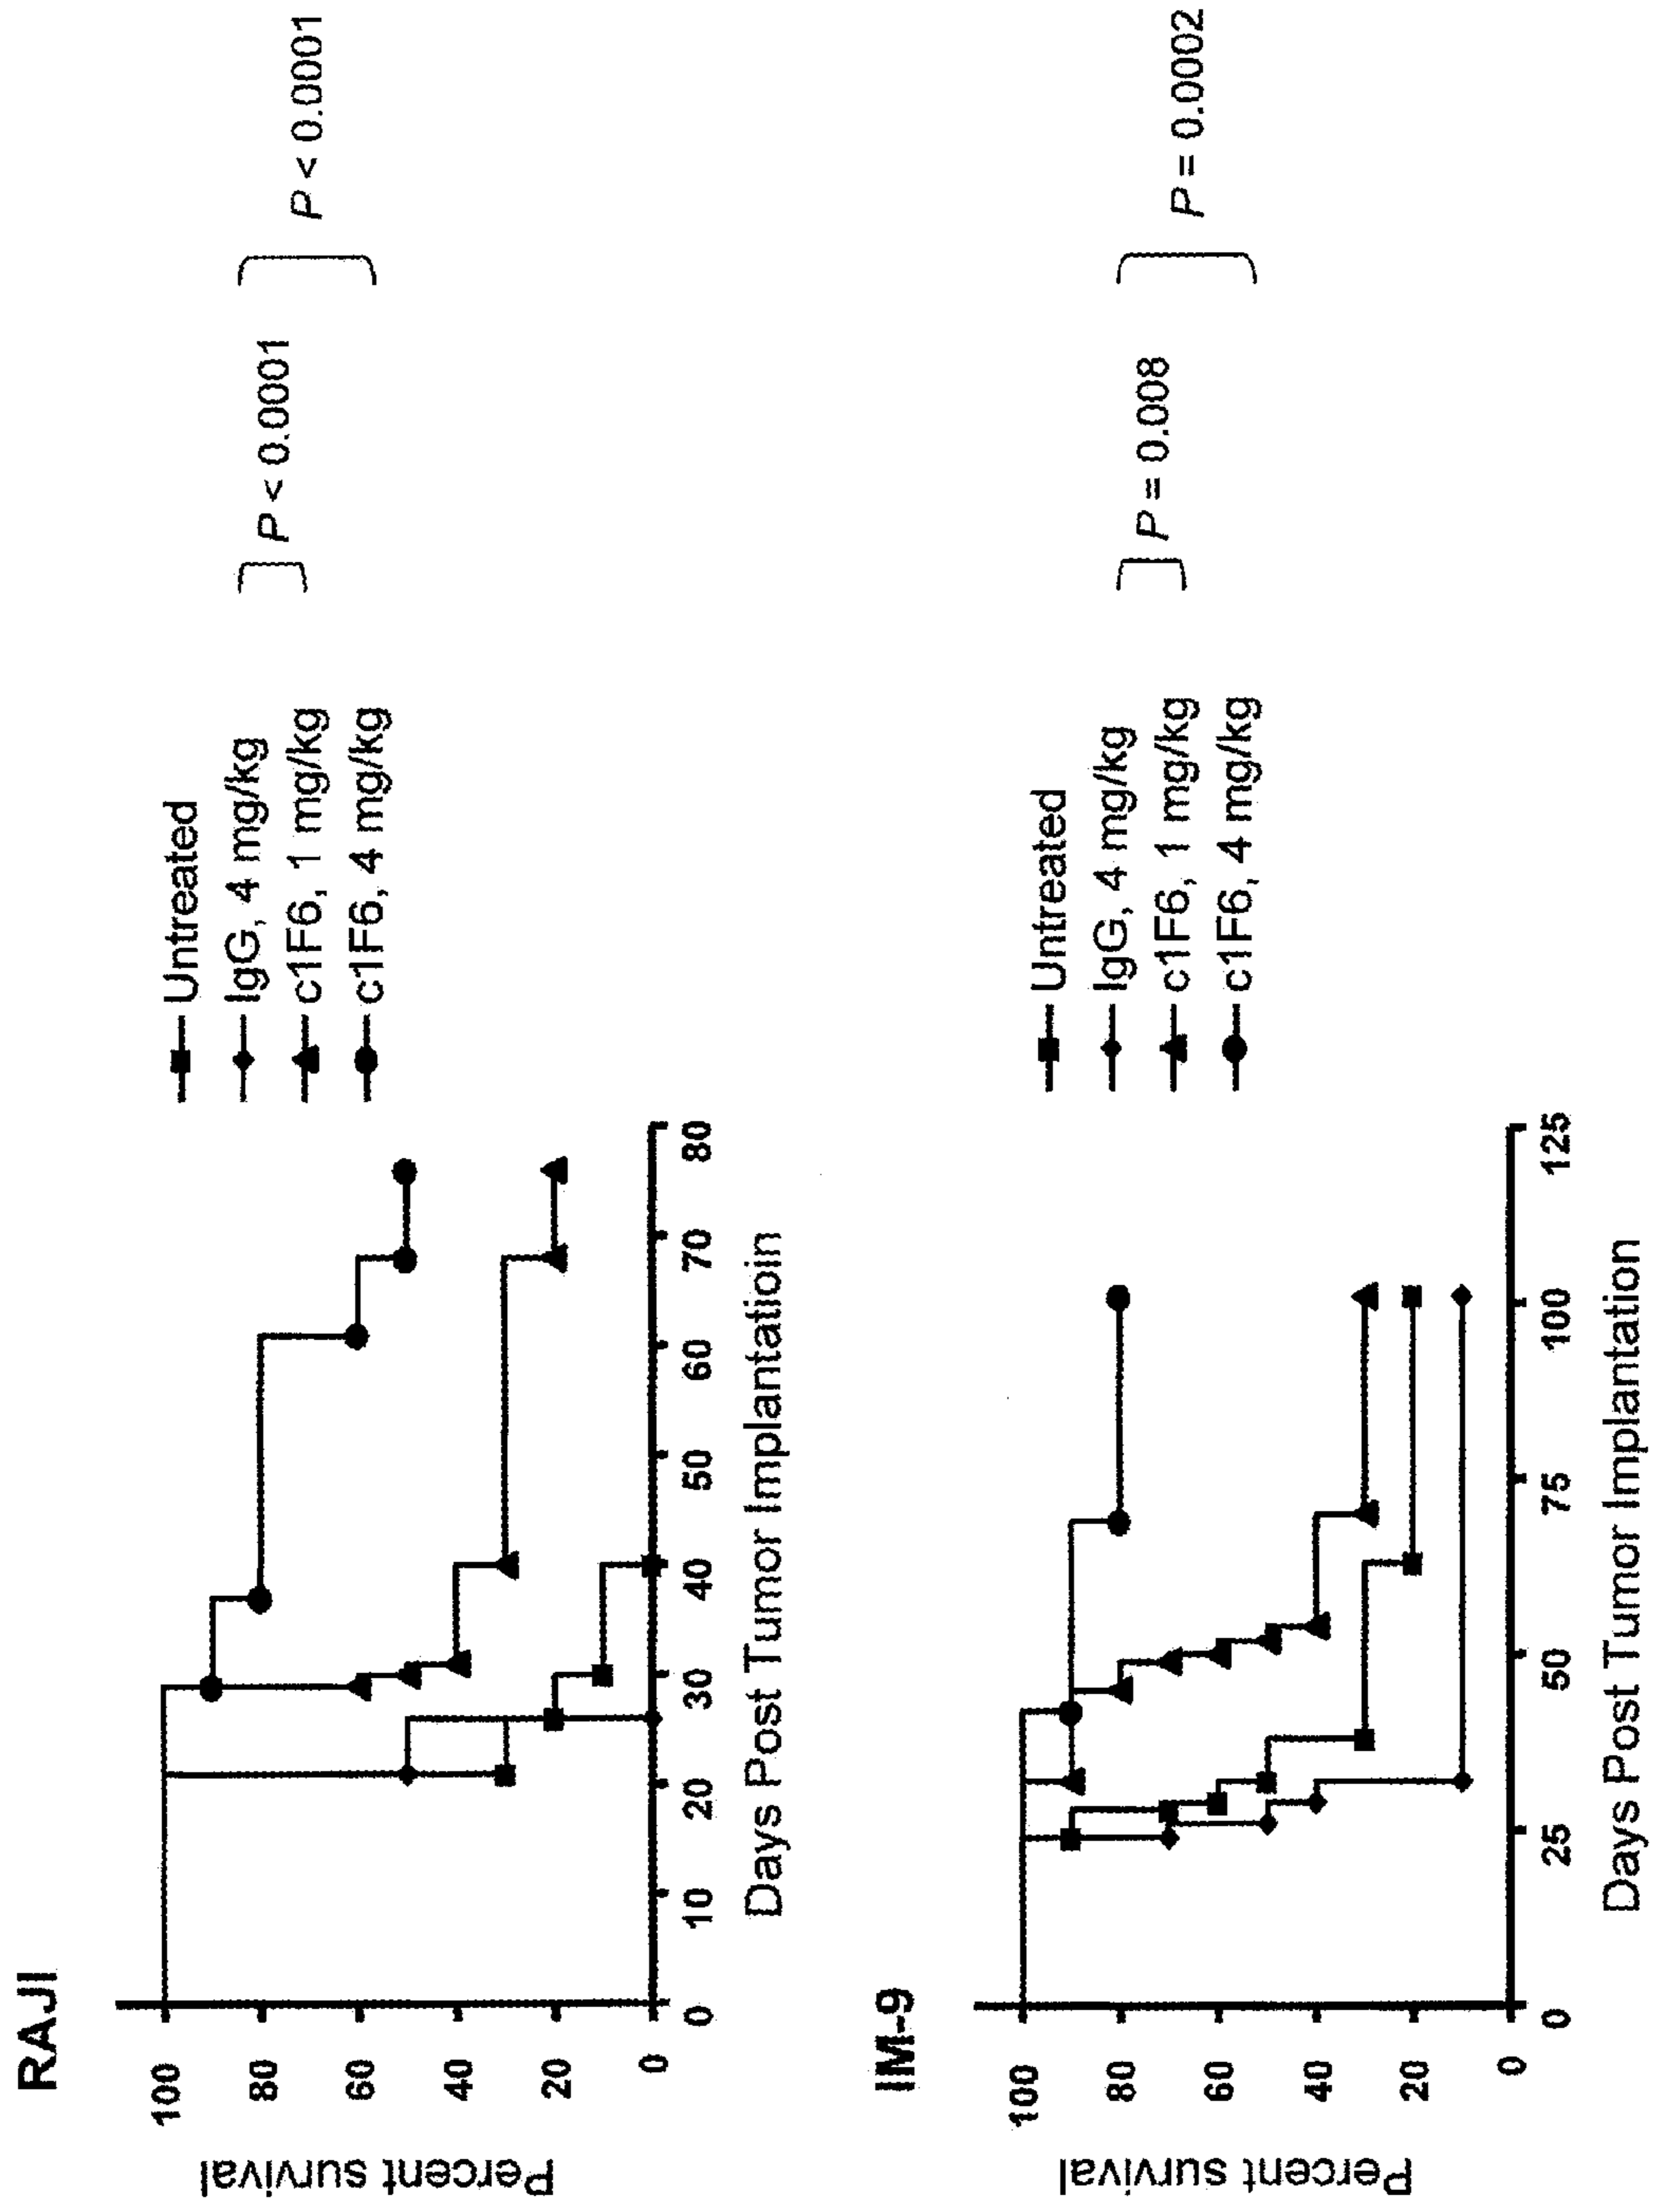 RAJI
Percent survival
100
80
60
40
20
0
0 10 20 30 40 50 60 70 80
Days Post Tumor Implantatioin
Untreated
IgG, 4 mg/kg
c1F6, 1 mg/kg
c1F6, 4 mg/kg
P < 0.0001
P < 0.0001
IM-9
Percent survival
100
80
60
40
20
0
0 25 50 75 100 125
Days Post Tumor Implantation
Untreated
IgG, 4 mg/kg
c1F6, 1 mg/kg
c1F6, 4 mg/kg
P = 0.008
P = 0.0002